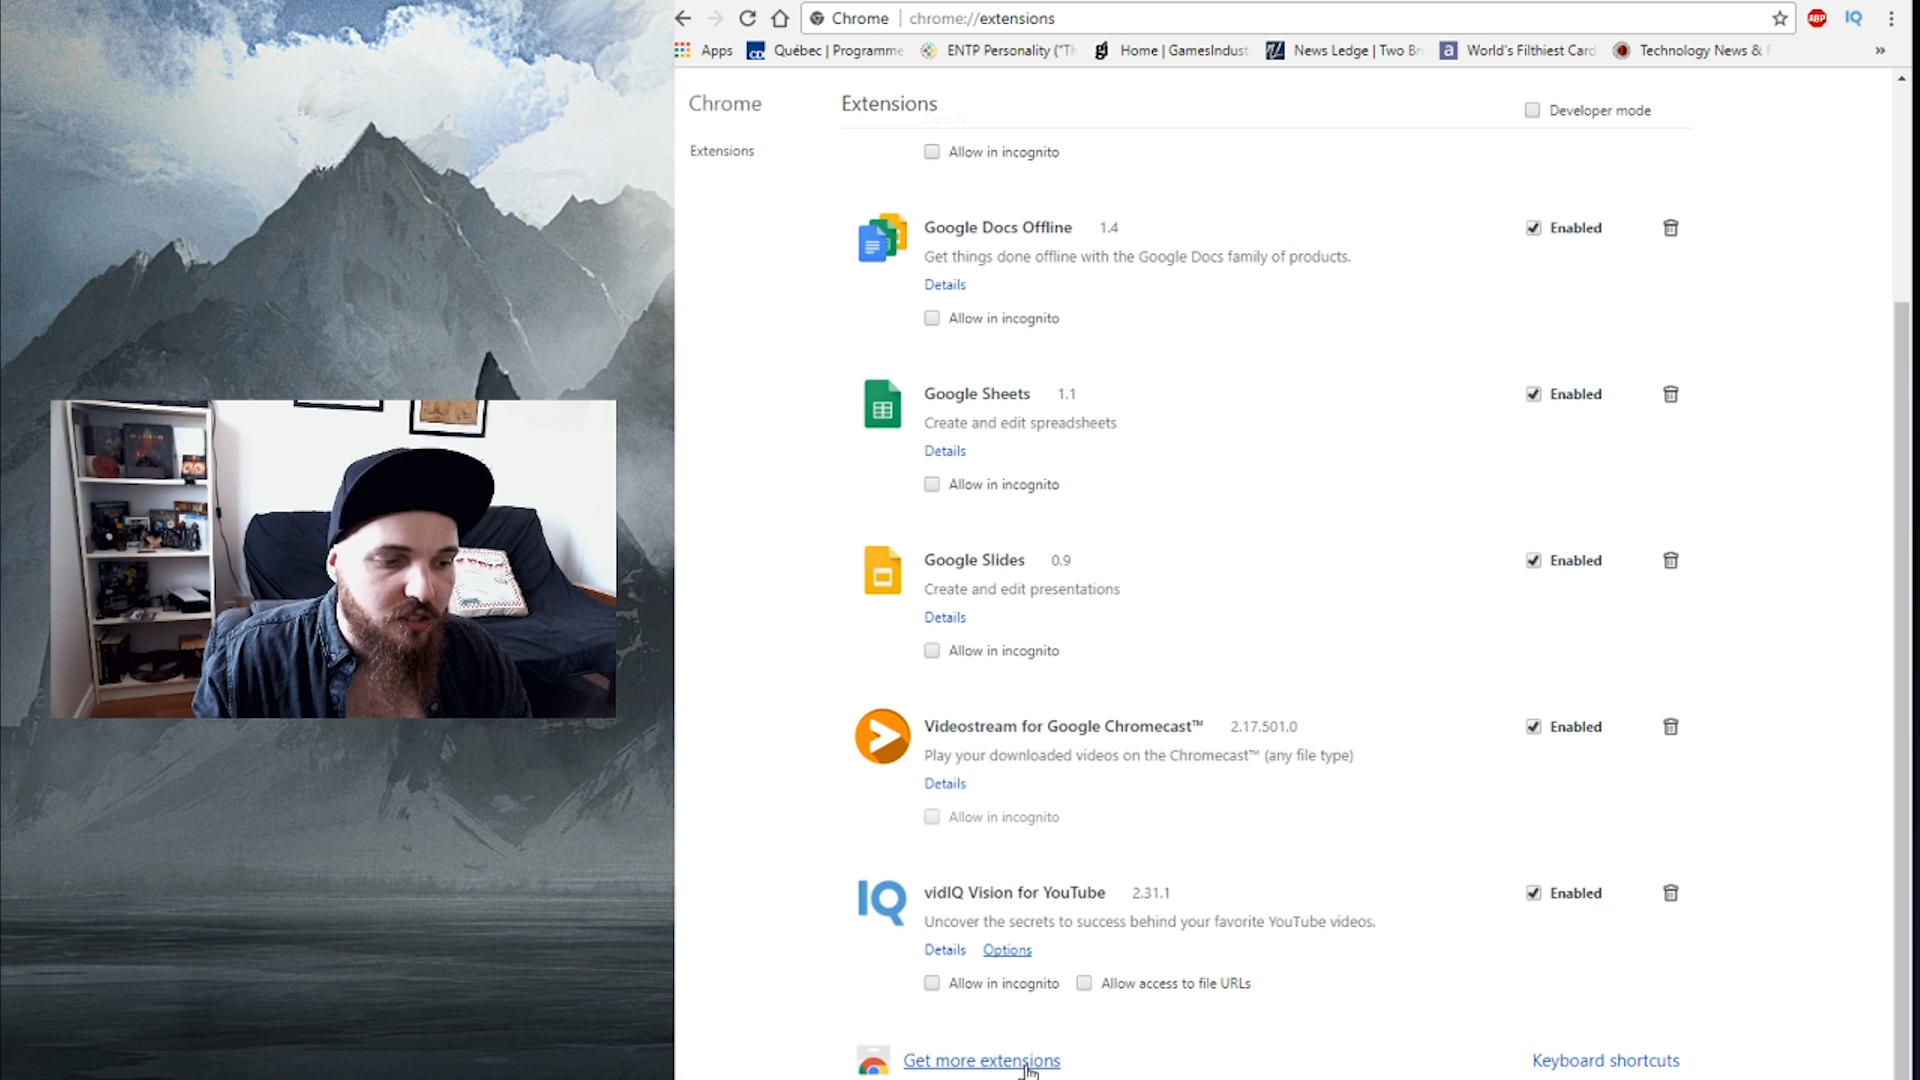 Chrome | chrome://extensions
ABP
IQ
Apps
Québec | Programme
ENTP Personality ("Th
Home | GamesIndust
News Ledge | Two Br
World's Filthiest Card
Technology News &
»
Chrome
Extensions
Developer mode
Extensions
Details
Allow in incognito
Google Docs Offline 1.4
Enabled
Get things done offline with the Google Docs family of products.
Details
Allow in incognito
Google Sheets 1.1
Enabled
Create and edit spreadsheets
Details
Allow in incognito
Google Slides 0.9
Enabled
Create and edit presentations
Details
Allow in incognito
Videostream for Google Chromecast™ 2.17.501.0
Enabled
Play your downloaded videos on the Chromecast™ (any file type)
Details
Allow in incognito
IQ
vidIQ Vision for YouTube 2.31.1
Enabled
Uncover the secrets to success behind your favorite YouTube videos.
Details Options
Allow in incognito Allow access to file URLs
Get more extensions
Keyboard shortcuts